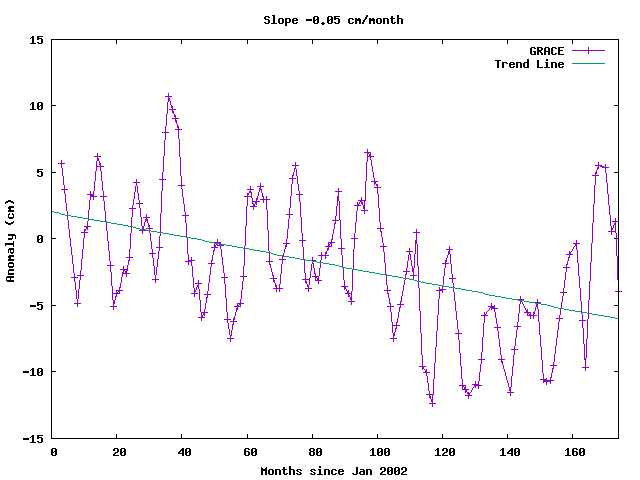 Slope -0.05 cm/month
GRACE
Trend Line
Anomaly (cm)
15
10
5
0
-5
-10
-15
0 20 40 60 80 100 120 140 160
Months since Jan 2002